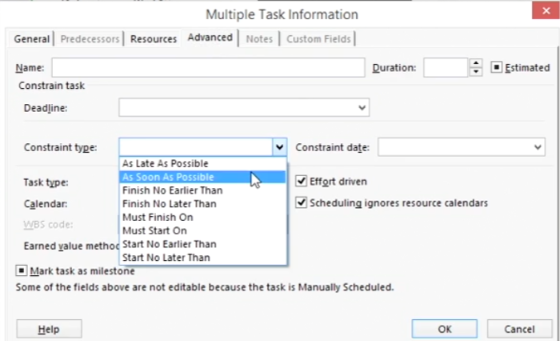 Multiple Task Information
General Predecessors Resources Advanced Notes Custom Fields
Name: Duration: Estimated
Constrain task
Deadline:
Constraint type: Constraint date:
As Late As Possible
As Soon As Possible
Task type: Finish No Earlier Than Effort driven
Calendar: Finish No Later Than Scheduling ignores resource calendars
Must Finish On
WBS code: Must Start On
Earned value method Start No Earlier Than
Start No Later Than
Mark task as milestone
Some of the fields above are not editable because the task is Manually Scheduled.
Help OK Cancel